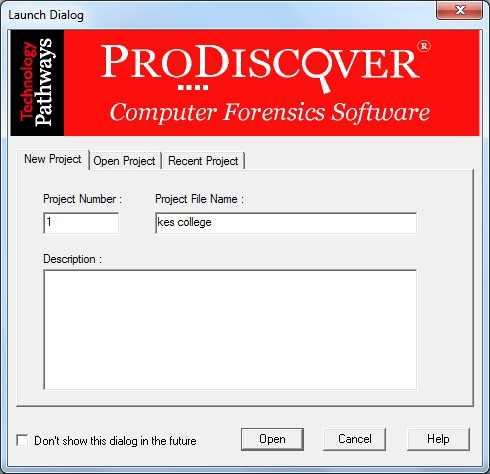 Launch Dialog
Technology
Pathways
PRODISCOVER®
Computer Forensics Software
New Project
Open Project
Recent Project
Project Number :
Project File Name :
1
kes college
Description :
Don't show this dialog in the future
Open
Cancel
Help